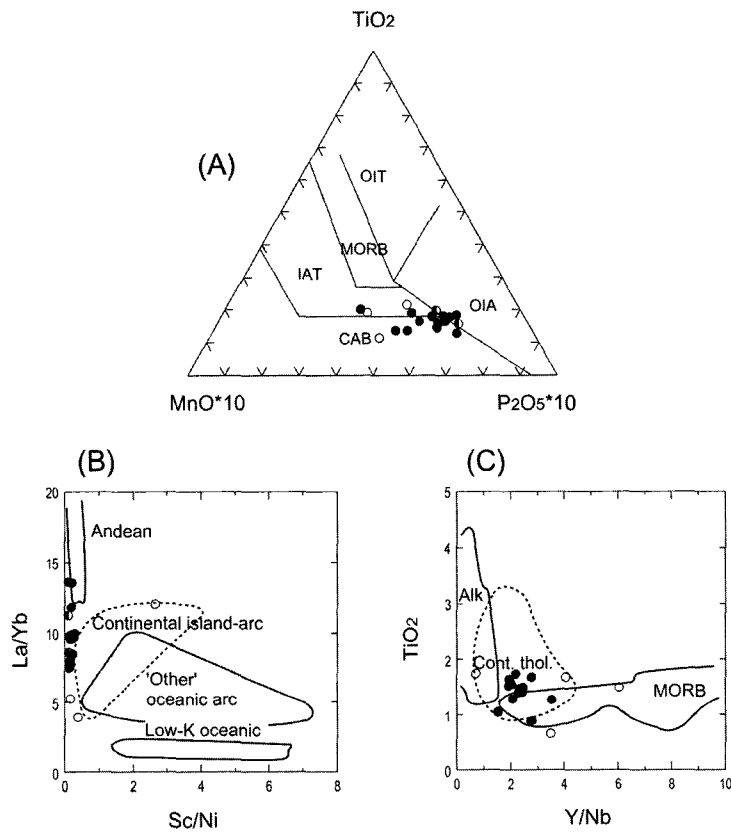 TiO2
(A)
OIT
MORB
IAT
OIA
CAB
MnO*10
P2O5*10
(B)
(C)
20
15
10
5
0
La/Yb
Andean
Continental island-arc
'Other'
oceanic arc
Low-K oceanic
0 2 4 6 8
Sc/Ni
5
4
3
2
1
0
TiO2
Alk
Cont. thol.
MORB
0 2 4 6 8 10
Y/Nb